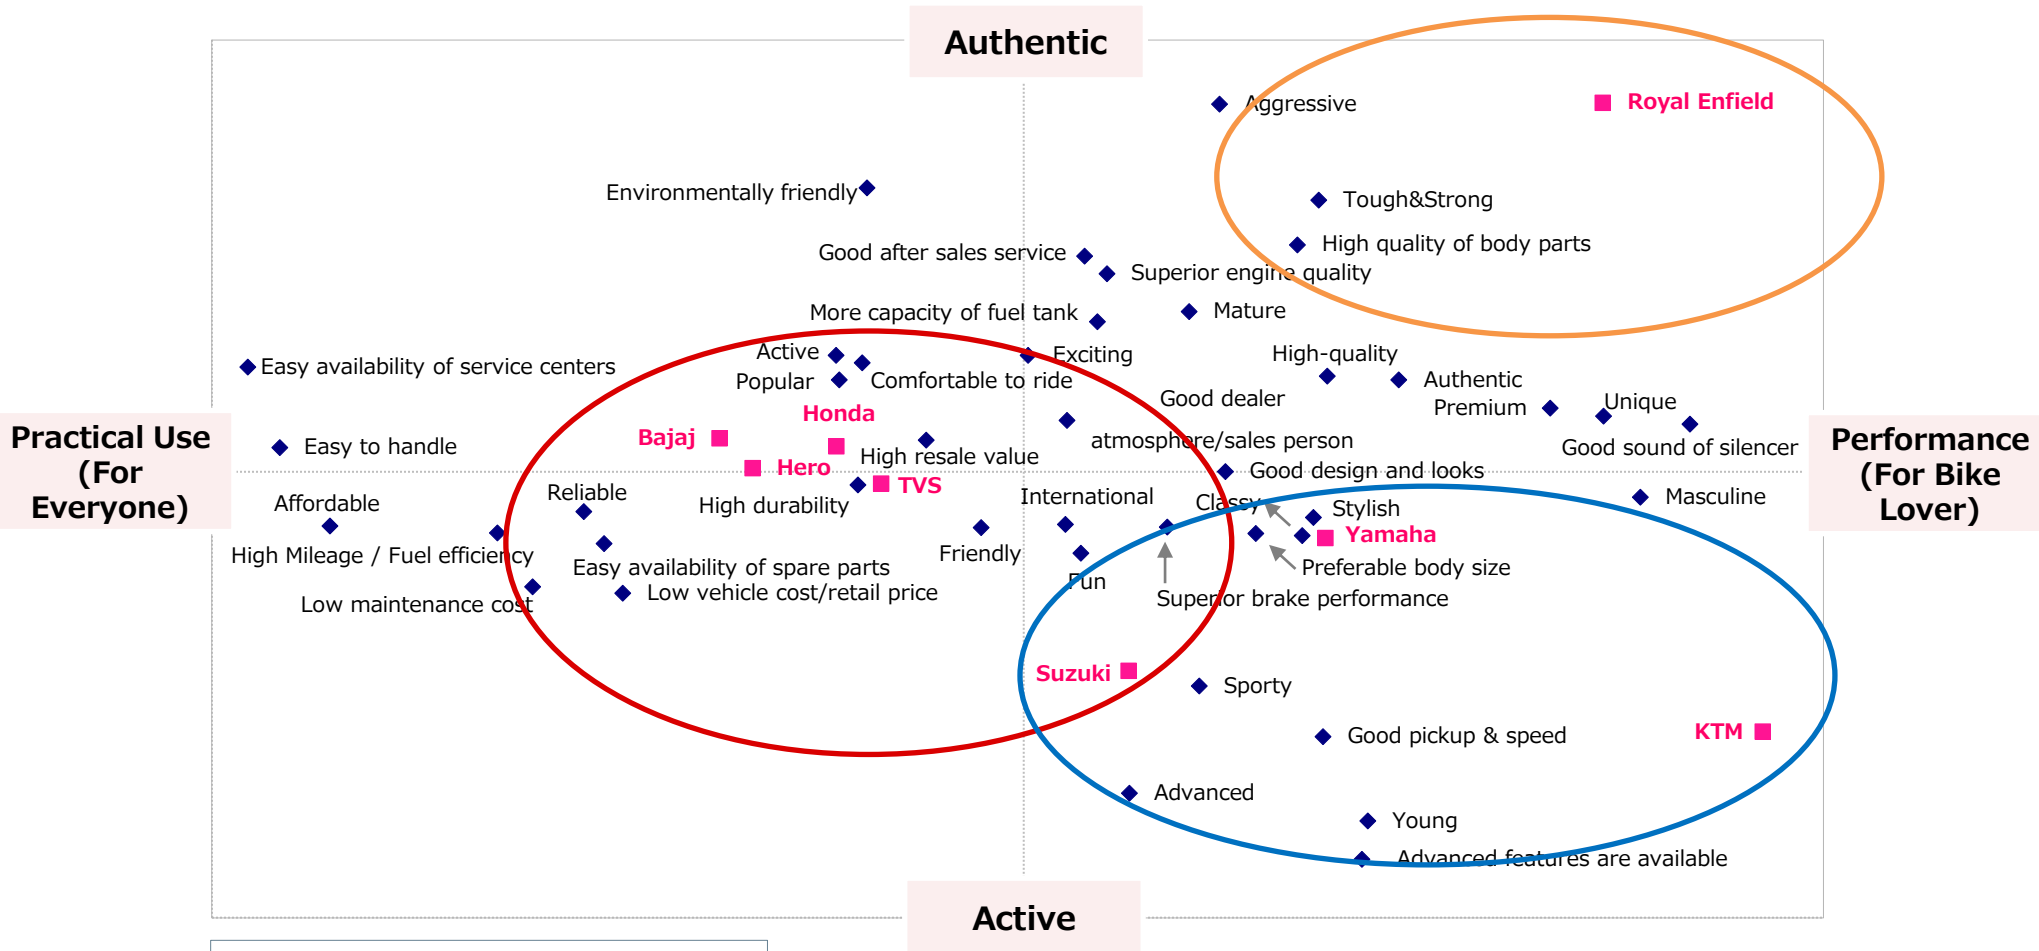 Authentic
Aggressive
Royal Enfield
Environmentally friendly
Tough&Strong
High quality of body parts
Good after sales service
Superior engine quality
More capacity of fuel tank
Mature
Active
Exciting
High-quality
Easy availability of service centers
Popular
Comfortable to ride
Authentic
Good dealer
atmosphere/sales person
Premium
Unique
Honda
Practical Use
(For
Everyone)
Easy to handle
Bajaj
High resale value
Good sound of silencer
Performance
(For Bike
Lover)
Hero
Good design and looks
TVS
Affordable
Reliable
High durability
International
Classy
Stylish
Masculine
Yamaha
High Mileage / Fuel efficiency
Friendly
Easy availability of spare parts
Fun
Preferable body size
Low maintenance cost
Low vehicle cost/retail price
Superior brake performance
Suzuki
Sporty
Good pickup & speed
KTM
Advanced
Young
Advanced features are available
Active